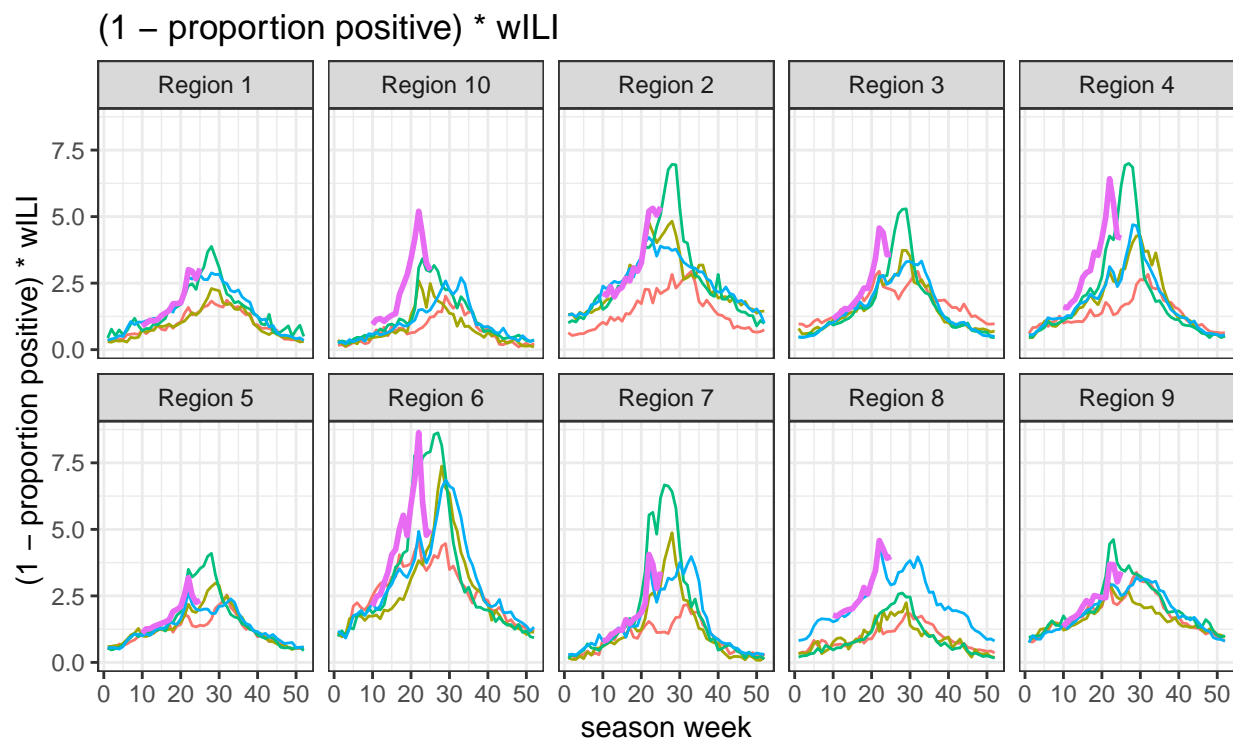 (1 − proportion positive) * wILI
Region 1
Region 10
Region 2
Region 3
Region 4
7.5
5.0
2.5
0.0
Region 5
Region 6
Region 7
Region 8
Region 9
7.5
5.0
2.5
0.0
0 10 20 30 40 50
0 10 20 30 40 50
0 10 20 30 40 50
0 10 20 30 40 50
0 10 20 30 40 50
season week
(1 − proportion positive) * wILI